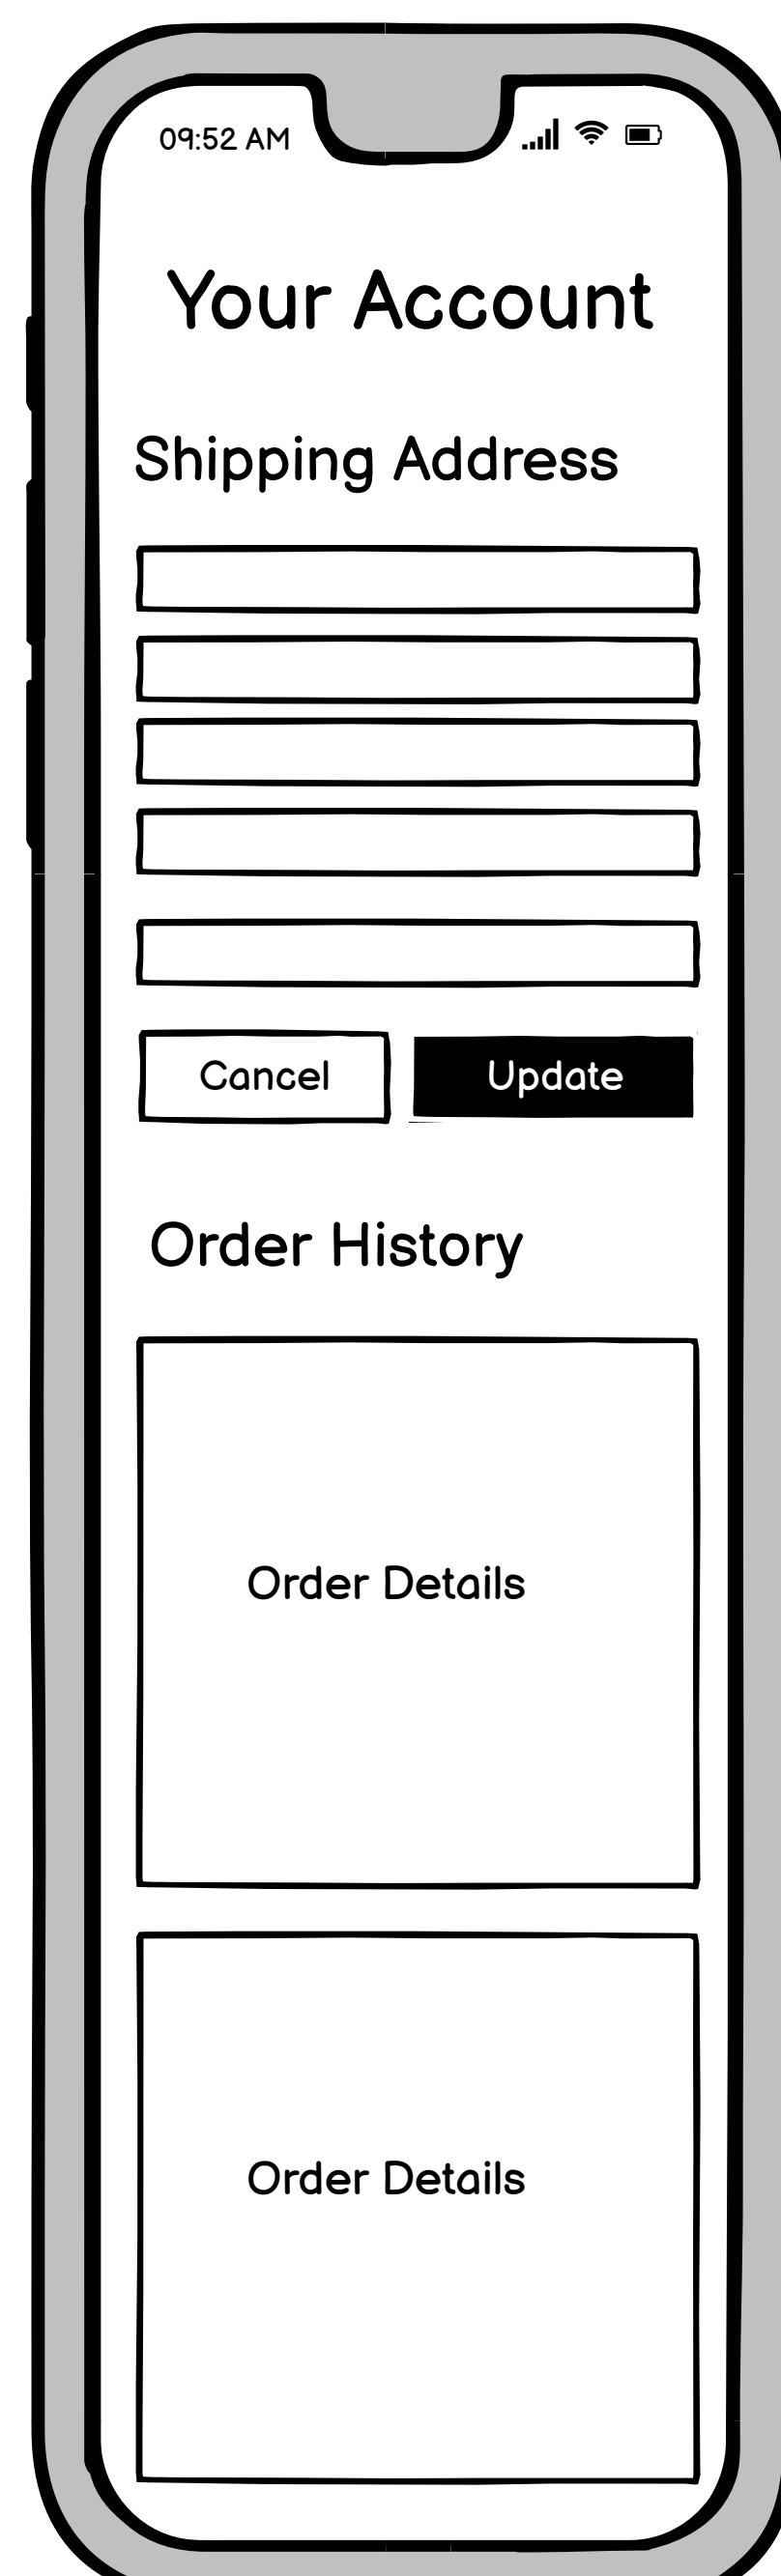 09:52 AM
Your Account
Shipping Address
Cancel Update
Order History
Order Details
Order Details